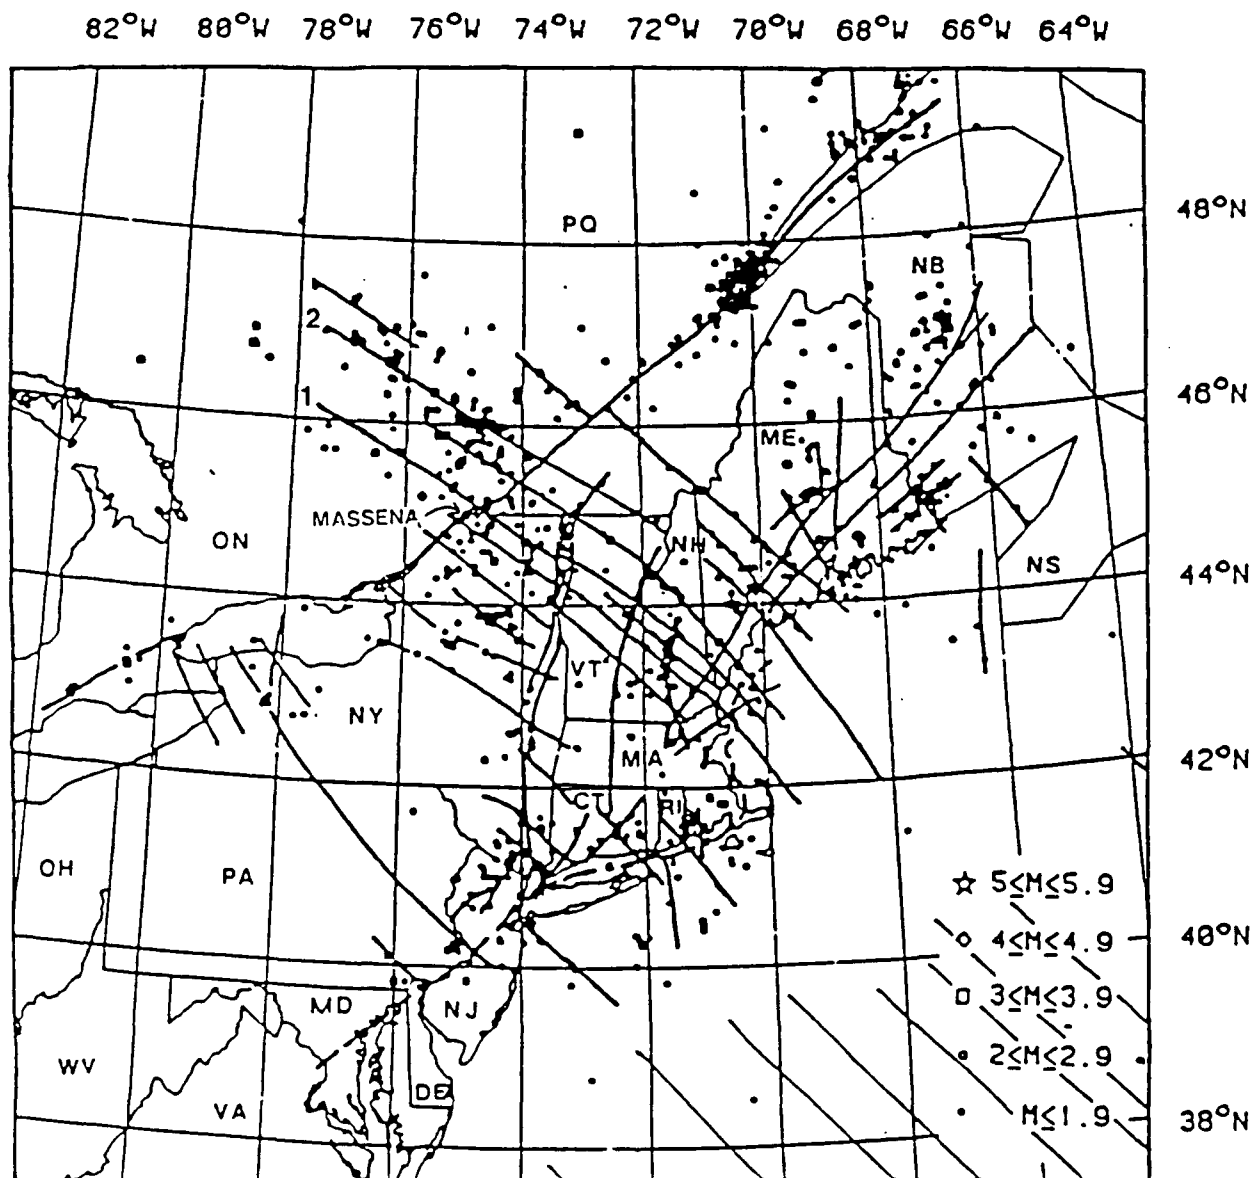 82°W 80°W 78°W 76°W 74°W 72°W 70°W 68°W 66°W 64°W
48°N
PQ
NB
2
46°N
1
ME
MASSENA
ON
NH
44°N
NS
VT
NY
42°N
MA
CT
RI
OH
PA
5≤M≤5.9
4≤M≤4.9
40°N
3≤M≤3.9
MD
NJ
2≤M≤2.9
WV
DE
VA
M≤1.9
38°N